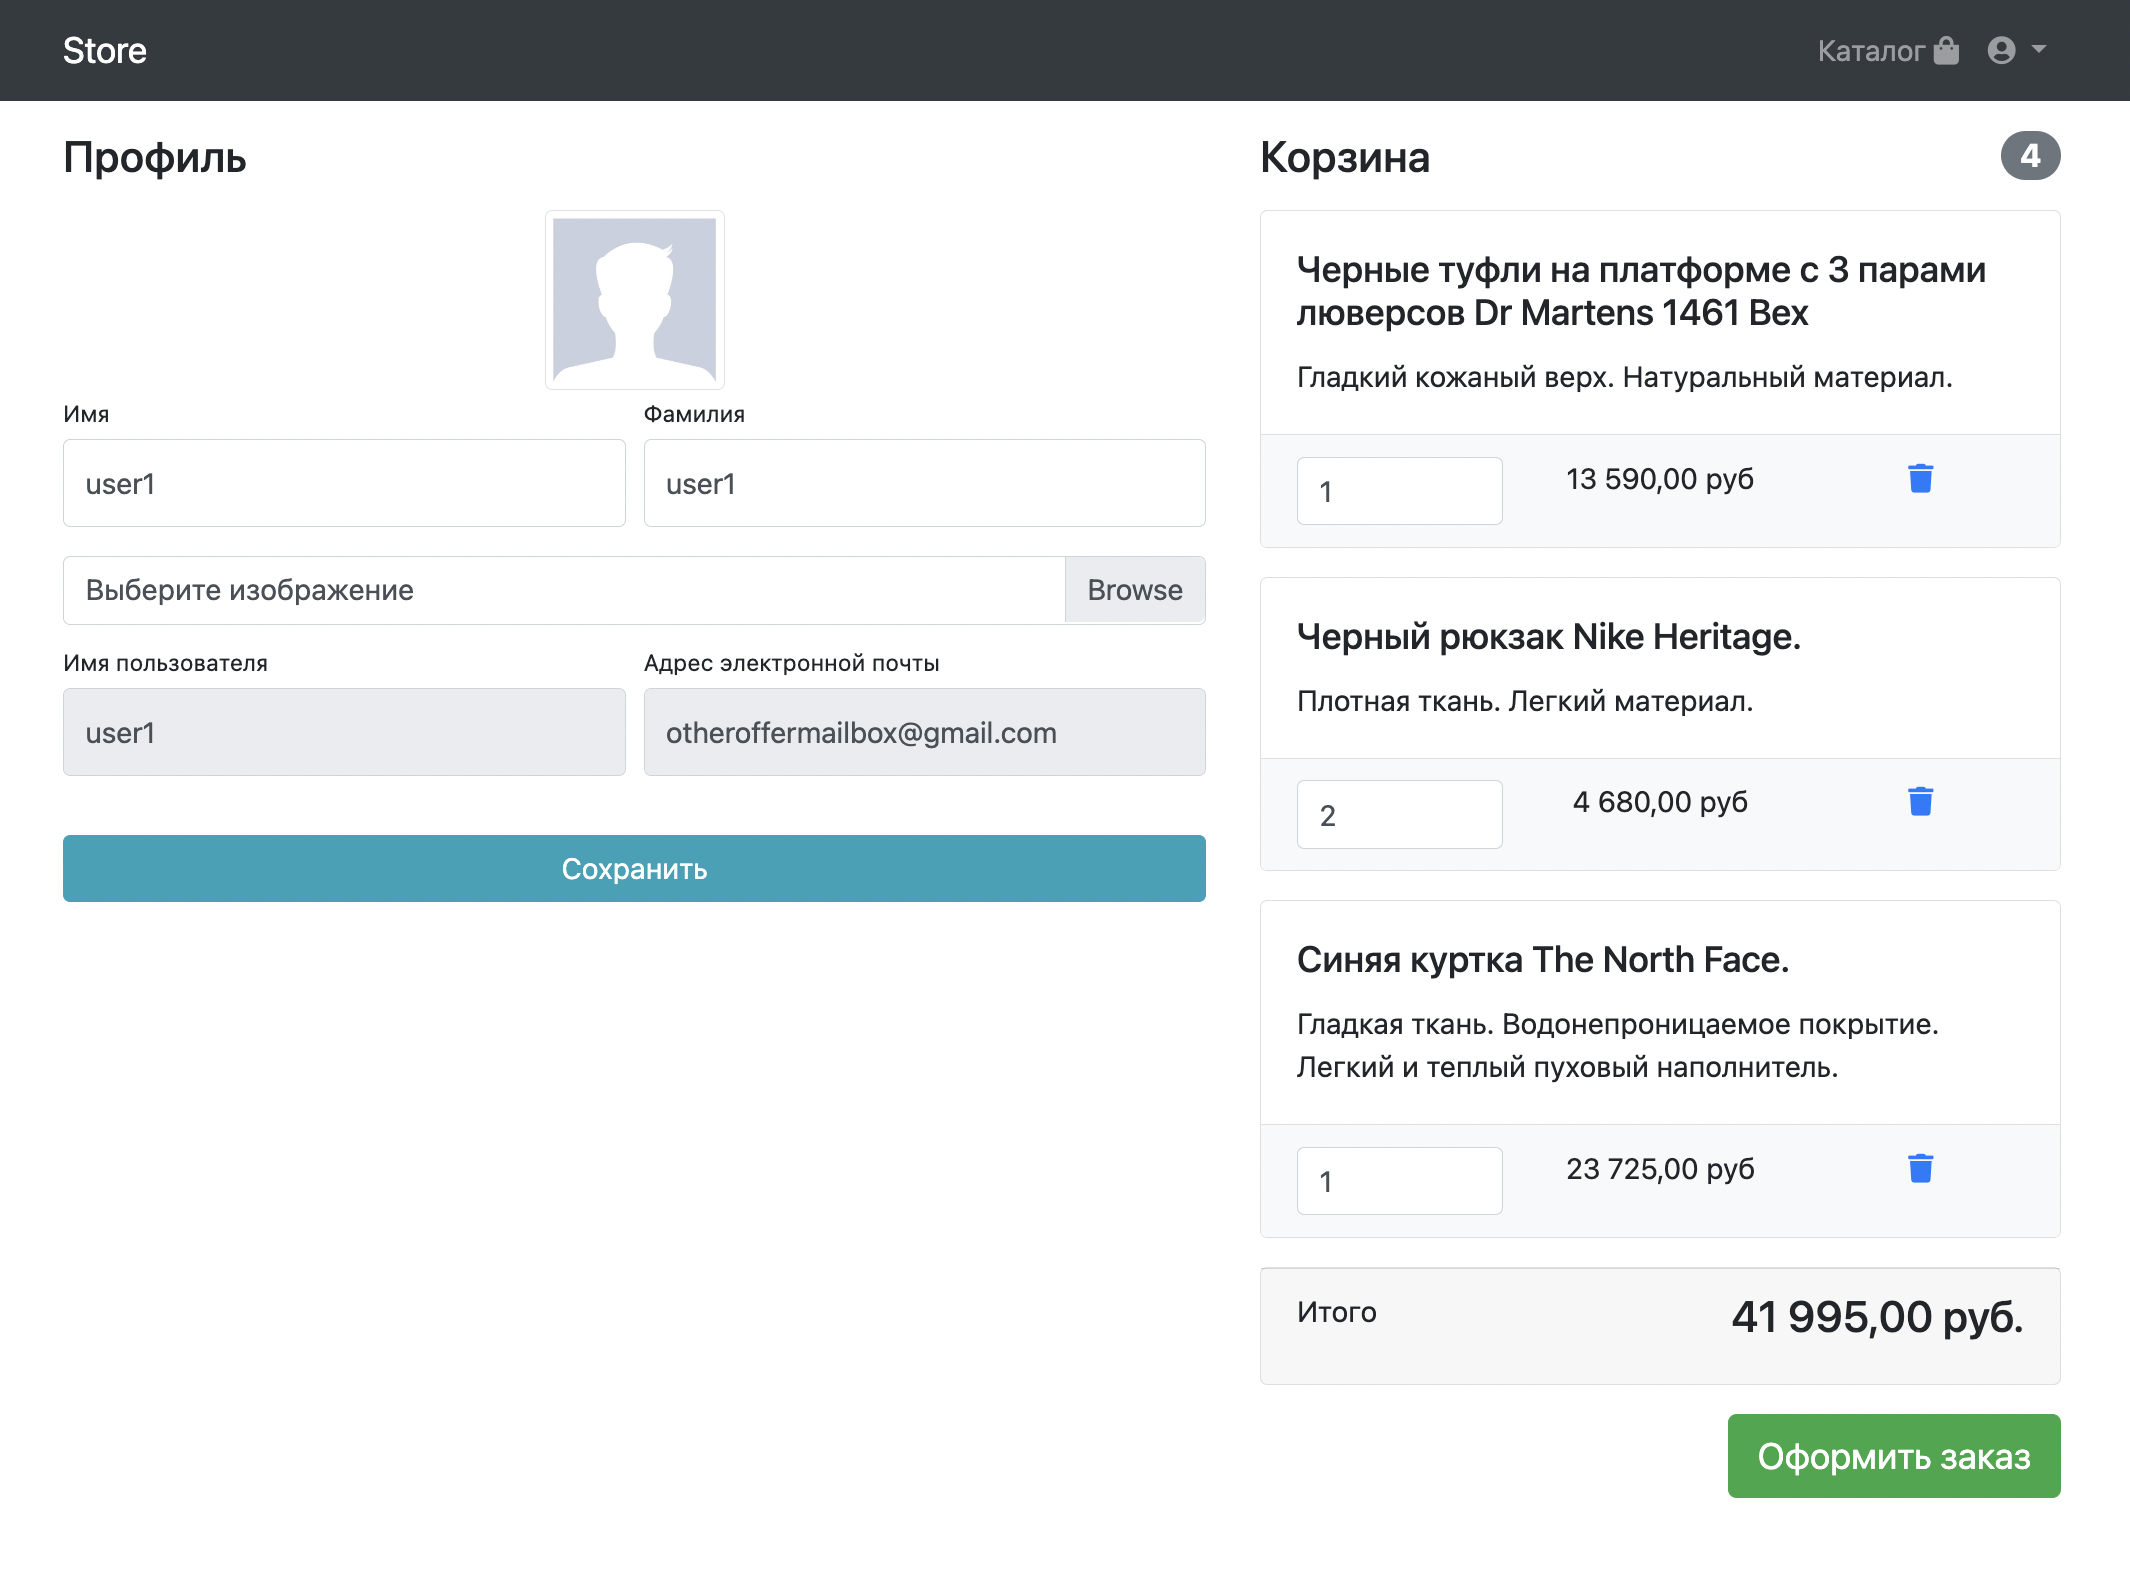 Store
Каталог
Профиль
Имя
Фамилия
user1
user1
Выберите изображение
Browse
Имя пользователя
Адрес электронной почты
user1
otheroffermailbox@gmail.com
Сохранить
Корзина
4
Черные туфли на платформе с 3 парами
люверсов Dr Martens 1461 Bex
Гладкий кожаный верх. Натуральный материал.
1
13 590,00 руб
Черный рюкзак Nike Heritage.
Плотная ткань. Легкий материал.
2
4 680,00 руб
Синяя куртка The North Face.
Гладкая ткань. Водонепроницаемое покрытие.
Легкий и теплый пуховый наполнитель.
1
23 725,00 руб
Итого
41 995,00 руб.
Оформить заказ